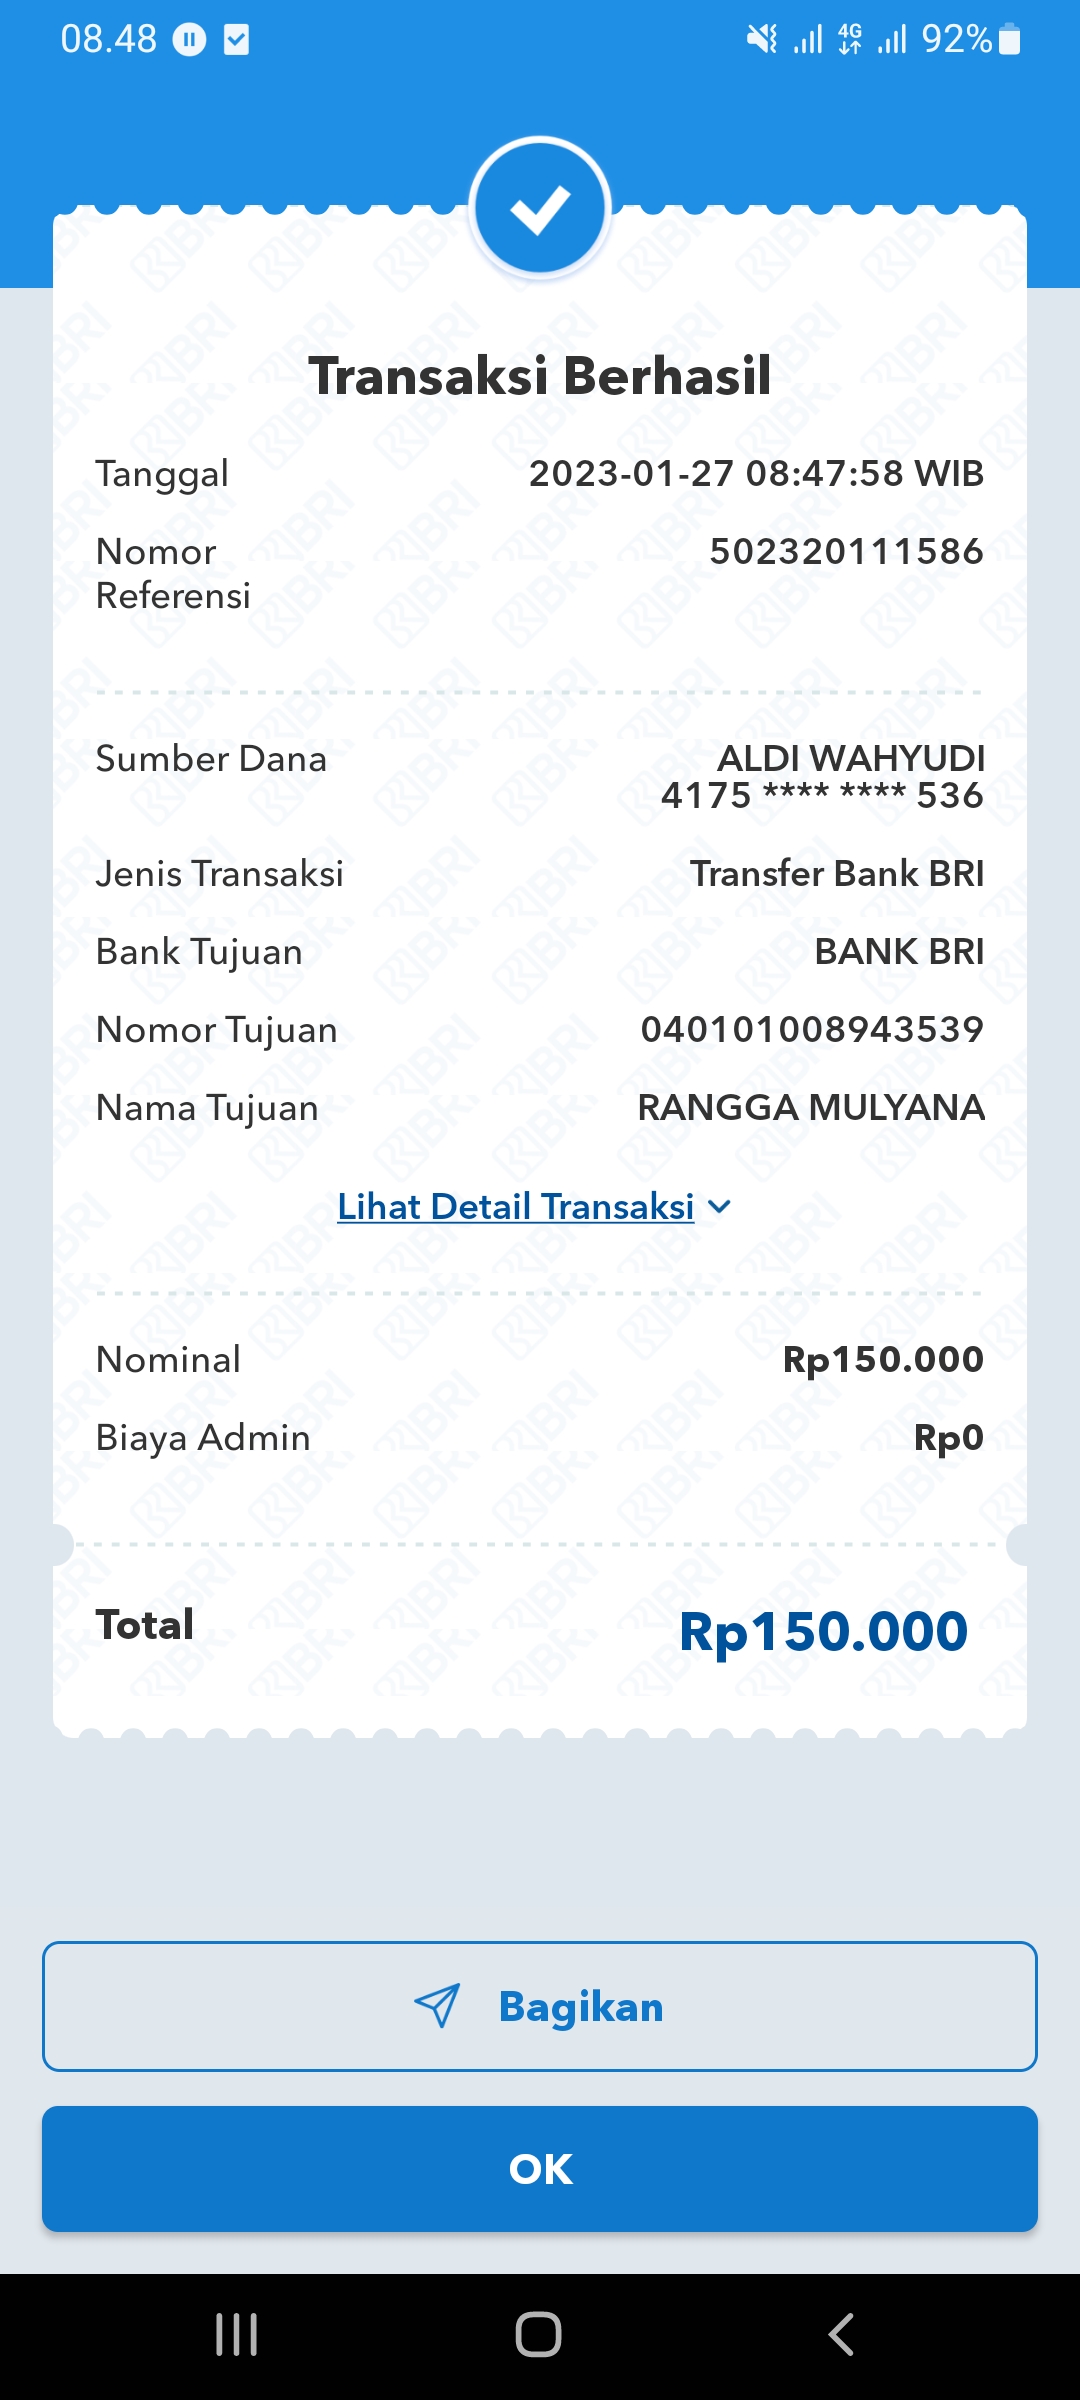 08.48 4G 92%
Transaksi Berhasil
Tanggal 2023-01-27 08:47:58 WIB
Nomor 502320111586
Referensi
Sumber Dana ALDI WAHYUDI
4175 **** **** 536
Jenis Transaksi Transfer Bank BRI
Bank Tujuan BANK BRI
Nomor Tujuan 040101008943539
Nama Tujuan RANGGA MULYANA
Lihat Detail Transaksi
Nominal Rp150.000
Biaya Admin Rp0
Total Rp150.000
Bagikan
OK